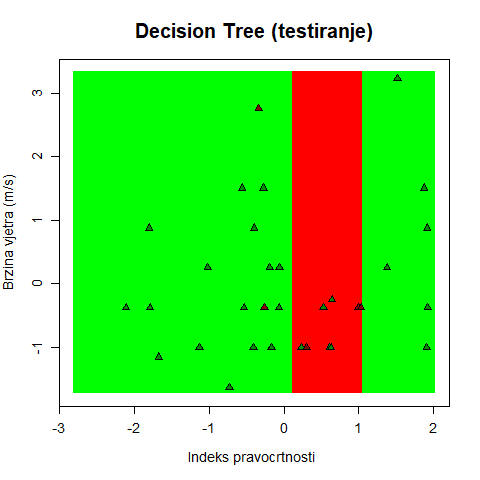 Decision Tree (testiranje)
3
2
1
0
-1
Brzina vjetra (m/s)
-3 -2 -1 0 1 2
Indeks pravocrtnosti